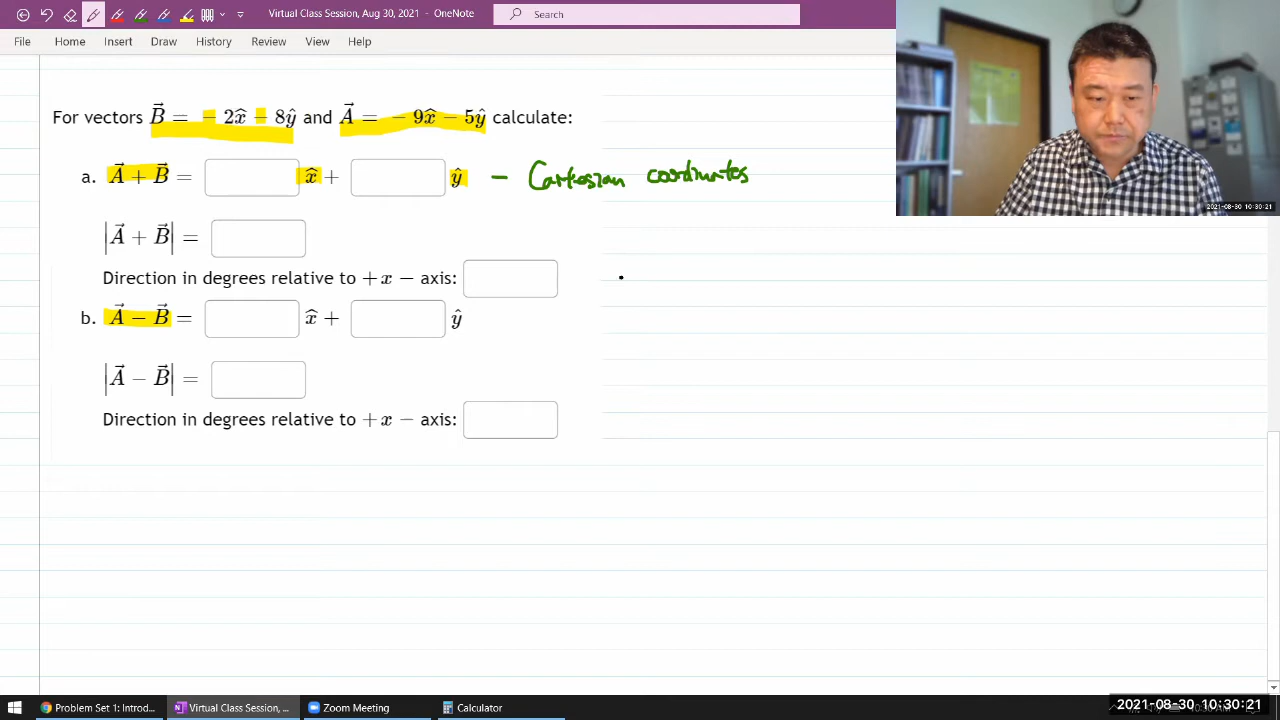 Virtual Class Session, Aug 30, 2021 - OneNote
Search
File Home Insert Draw History Review View Help
For vectors B⃗ = − 2x̂ − 8ŷ and A⃗ = − 9x̂ − 5ŷ calculate:
a. A⃗ + B⃗ = x̂ + ŷ – Cartesian coordinates
|A⃗ + B⃗| =
Direction in degrees relative to +x − axis:
b. A⃗ − B⃗ = x̂ + ŷ
|A⃗ − B⃗| =
Direction in degrees relative to +x − axis:
2021-08-30 10:30:21
Problem Set 1: Introd... Virtual Class Session, ... Zoom Meeting Calculator
2021-08-30 10:30:21